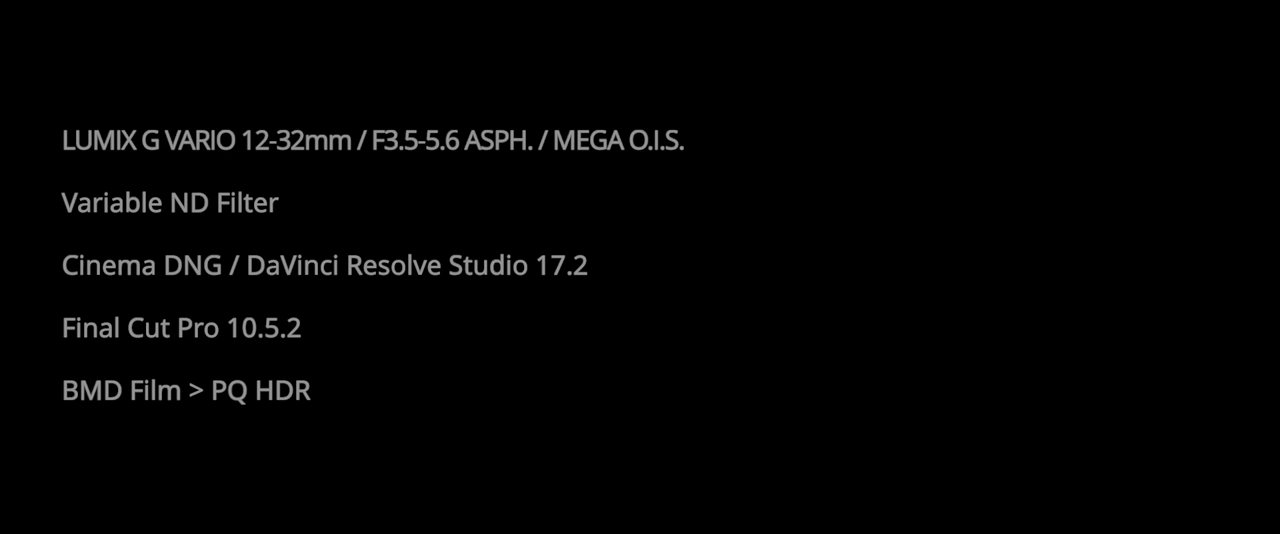 LUMIX G VARIO 12-32mm / F3.5-5.6 ASPH. / MEGA O.I.S.
Variable ND Filter
Cinema DNG / DaVinci Resolve Studio 17.2
Final Cut Pro 10.5.2
BMD Film > PQ HDR